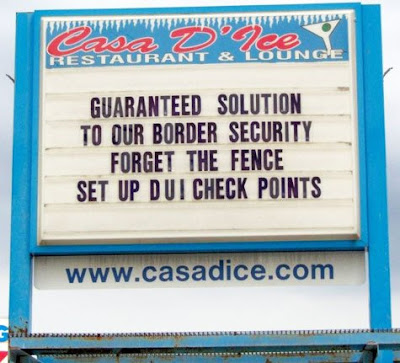 Casa D'Ice
RESTAURANT & LOUNGE
GUARANTEED SOLUTION
TO OUR BORDER SECURITY
FORGET THE FENCE
SET UP DUI CHECK POINTS
www.casadice.com